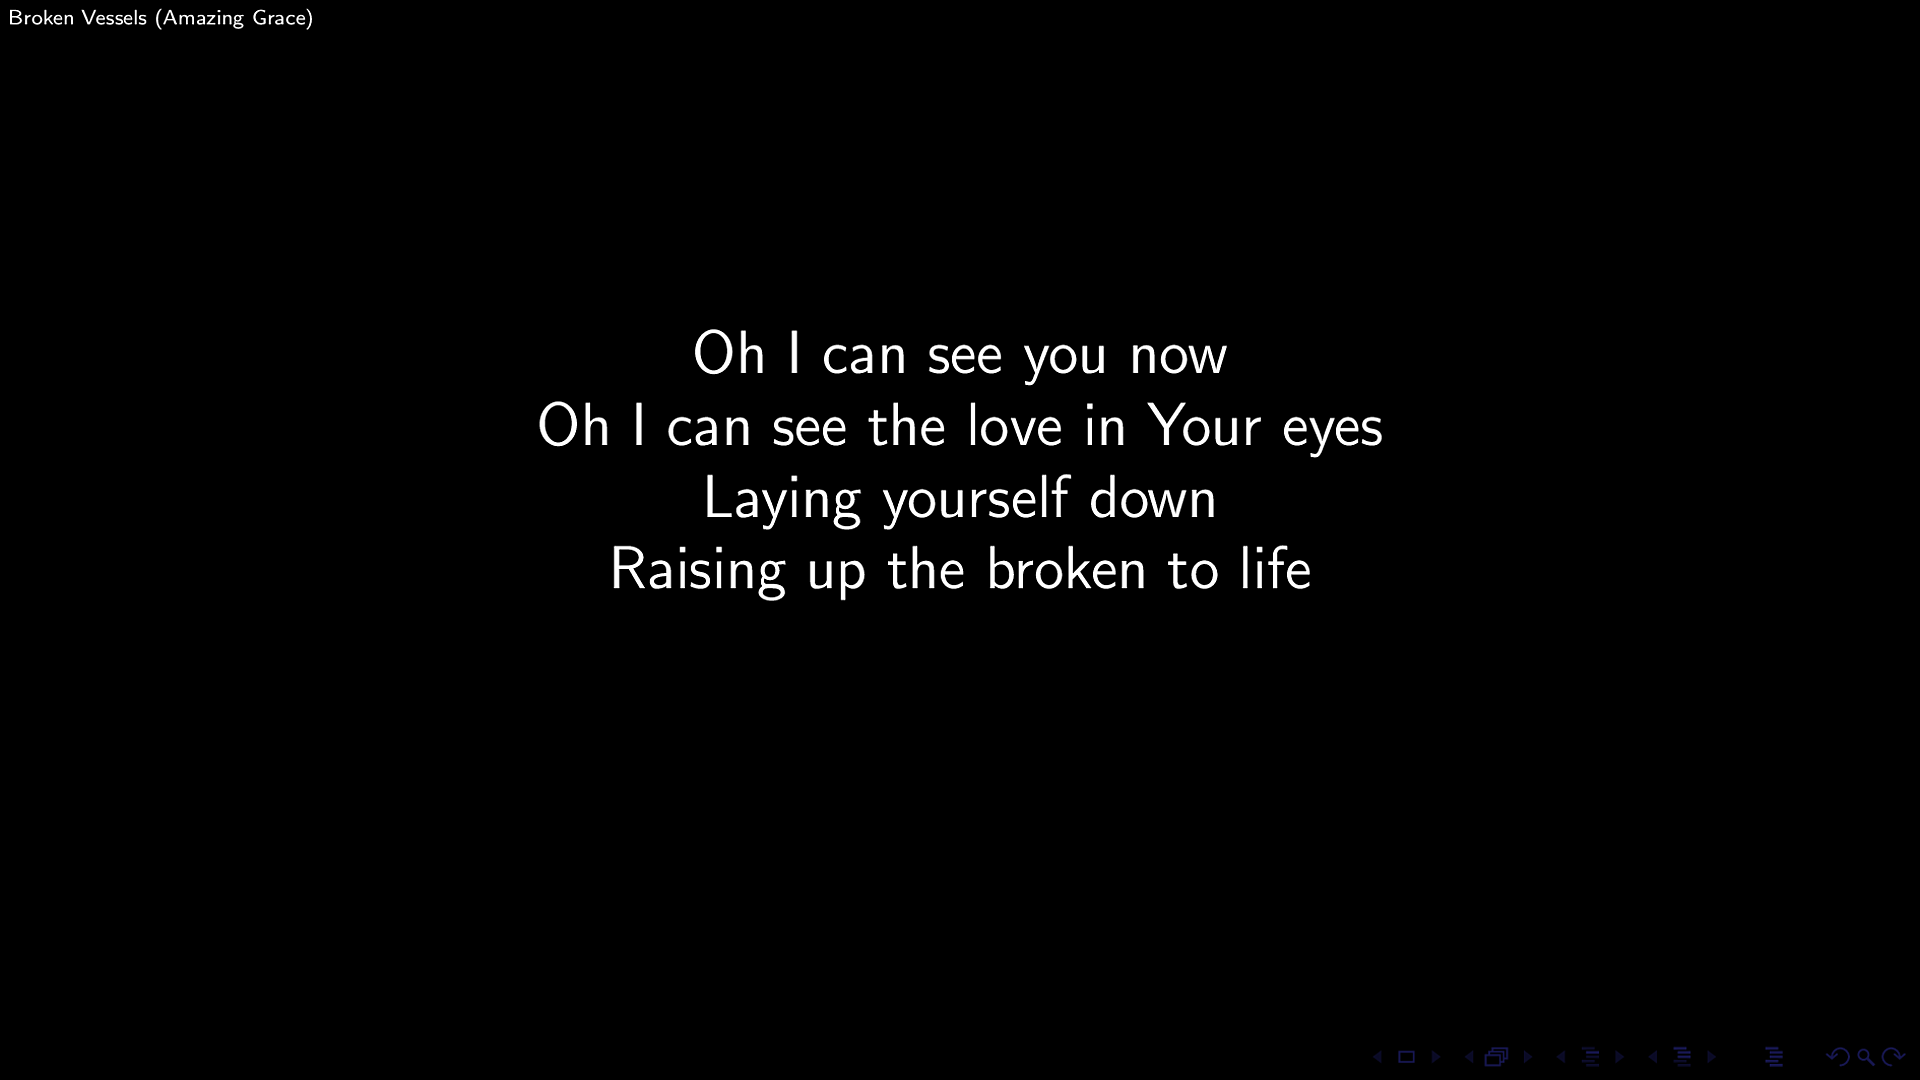 Broken Vessels (Amazing Grace)
Oh I can see you now
Oh I can see the love in Your eyes
Laying yourself down
Raising up the broken to life